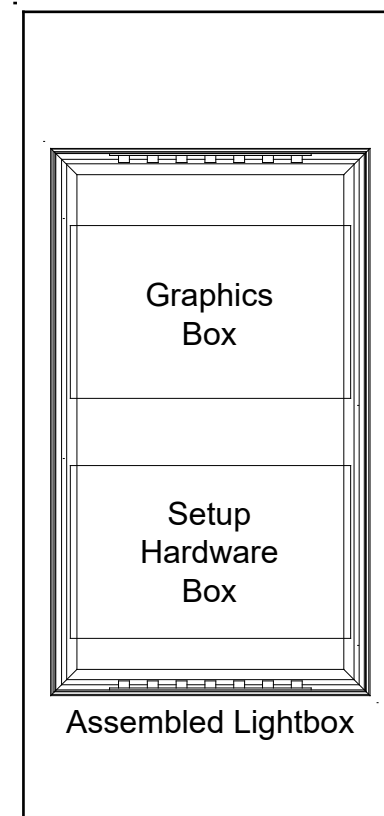 Graphics
Box
Setup
Hardware
Box
Assembled Lightbox